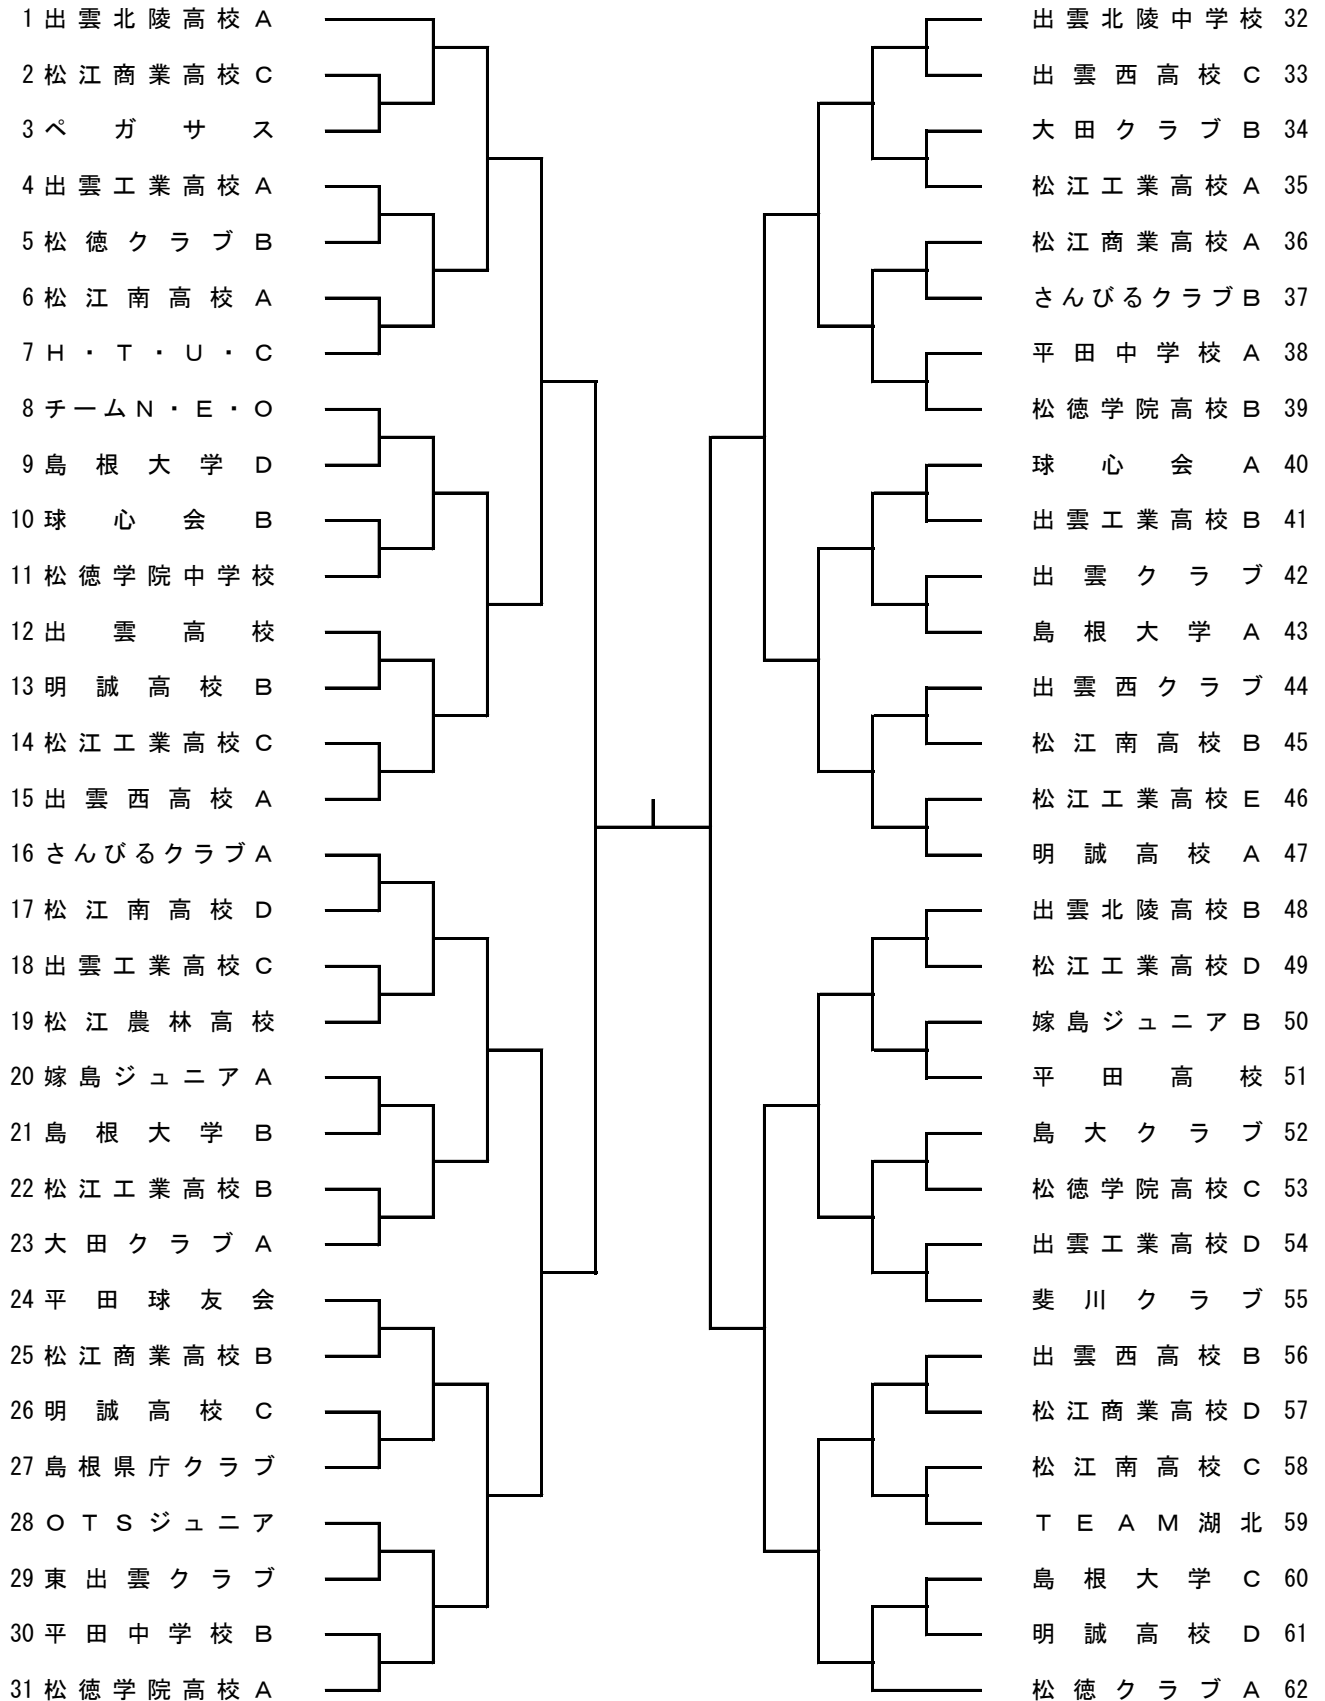 1 出雲北陵高校A
2 松江商業高校C
3 ペガサス
4 出雲工業高校A
5 松徳クラブB
6 松江南高校A
7 H・T・U・C
8 チームN・E・O
9 島根大学D
10 球心会B
11 松徳学院中学校
12 出雲高校
13 明誠高校B
14 松江工業高校C
15 出雲西高校A
16 さんびるクラブA
17 松江南高校D
18 出雲工業高校C
19 松江農林高校
20 嫁島ジュニアA
21 島根大学B
22 松江工業高校B
23 大田クラブA
24 平田球友会
25 松江商業高校B
26 明誠高校C
27 島根県庁クラブ
28 OTSジュニア
29 東出雲クラブ
30 平田中学校B
31 松徳学院高校A
出雲北陵中学校 32
出雲西高校C 33
大田クラブB 34
松江工業高校A 35
松江商業高校A 36
さんびるクラブB 37
平田中学校A 38
松徳学院高校B 39
球心会A 40
出雲工業高校B 41
出雲クラブ 42
島根大学A 43
出雲西クラブ 44
松江南高校B 45
松江工業高校E 46
明誠高校A 47
出雲北陵高校B 48
松江工業高校D 49
嫁島ジュニアB 50
平田高校 51
島大クラブ 52
松徳学院高校C 53
出雲工業高校D 54
斐川クラブ 55
出雲西高校B 56
松江商業高校D 57
松江南高校C 58
TEAM湖北 59
島根大学C 60
明誠高校D 61
松徳クラブA 62